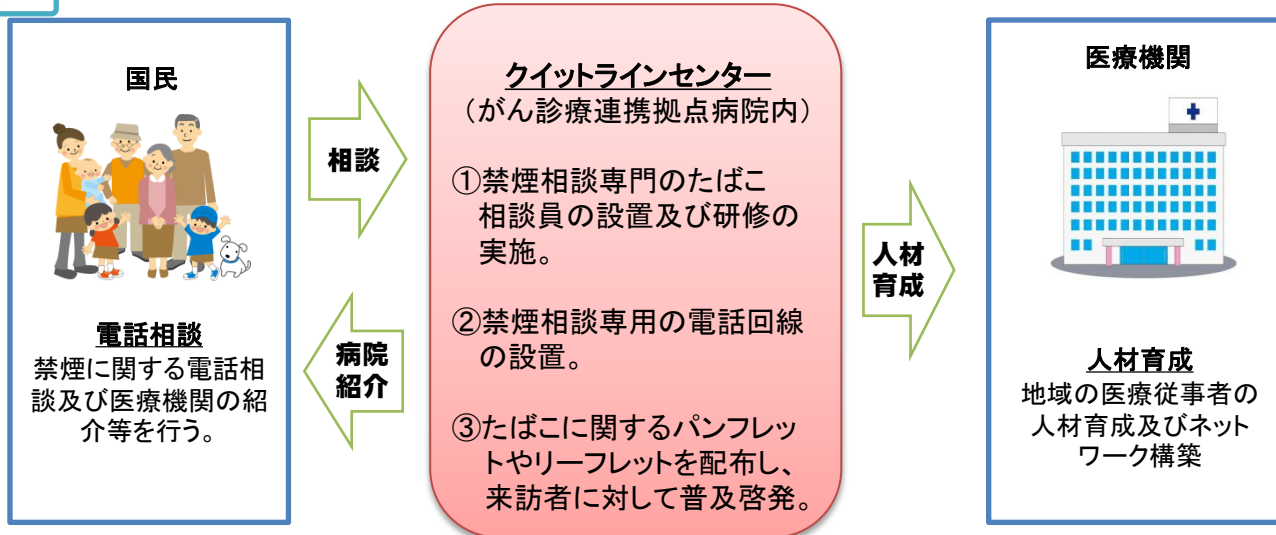 国民
電話相談
禁煙に関する電話相
談及び医療機関の紹
介等を行う。
相談
病院
紹介
クイットラインセンター
（がん診療連携拠点病院内）
①禁煙相談専門のたばこ
相談員の設置及び研修の
実施。
②禁煙相談専用の電話回線
の設置。
③たばこに関するパンフレッ
トやリーフレットを配布し、
来訪者に対して普及啓発。
人材
育成
医療機関
人材育成
地域の医療従事者の
人材育成及びネット
ワーク構築